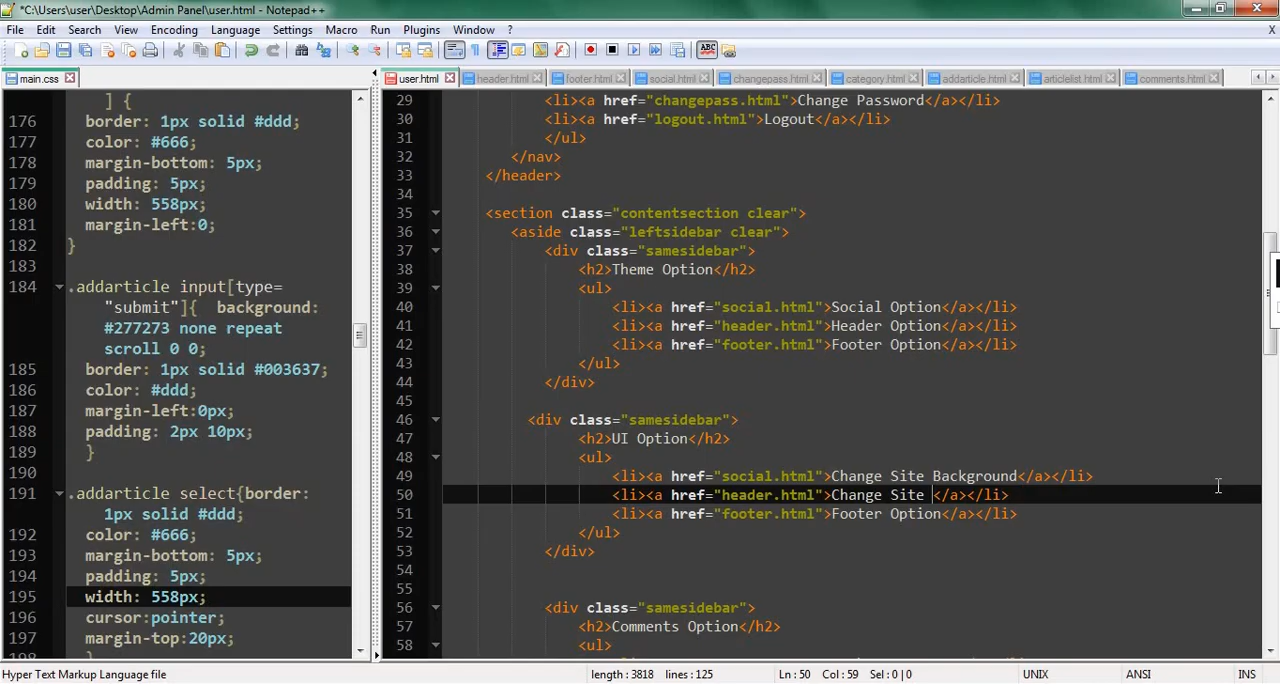 *C:\Users\user\Desktop\Admin Panel\user.html - Notepad++
File Edit Search View Encoding Language Settings Macro Run Plugins Window ? X
main.css
user.html header.html footer.html social.html changepass.html category.html addarticle.html articlelist.html comments.html
] {
176 border: 1px solid #ddd;
177 color: #666;
178 margin-bottom: 5px;
179 padding: 5px;
180 width: 558px;
181 margin-left:0;
182 }
183
184 .addarticle input[type=
"submit"]{ background:
#277273 none repeat
scroll 0 0;
185 border: 1px solid #003637;
186 color: #ddd;
187 margin-left:0px;
188 padding: 2px 10px;
189 }
190
191 .addarticle select{border:
1px solid #ddd;
192 color: #666;
193 margin-bottom: 5px;
194 padding: 5px;
195 width: 558px;
196 cursor:pointer;
197 margin-top:20px;
29 <li><a href="changepass.html">Change Password</a></li>
30 <li><a href="logout.html">Logout</a></li>
31 </ul>
32 </nav>
33 </header>
34
35 <section class="contentsection clear">
36 <aside class="leftsidebar clear">
37 <div class="samesidebar">
38 <h2>Theme Option</h2>
39 <ul>
40 <li><a href="social.html">Social Option</a></li>
41 <li><a href="header.html">Header Option</a></li>
42 <li><a href="footer.html">Footer Option</a></li>
43 </ul>
44 </div>
45
46 <div class="samesidebar">
47 <h2>UI Option</h2>
48 <ul>
49 <li><a href="social.html">Change Site Background</a></li>
50 <li><a href="header.html">Change Site </a></li>
51 <li><a href="footer.html">Footer Option</a></li>
52 </ul>
53 </div>
54
55
56 <div class="samesidebar">
57 <h2>Comments Option</h2>
58 <ul>
Hyper Text Markup Language file length : 3818 lines : 125 Ln : 50 Col : 59 Sel : 0 | 0 UNIX ANSI INS